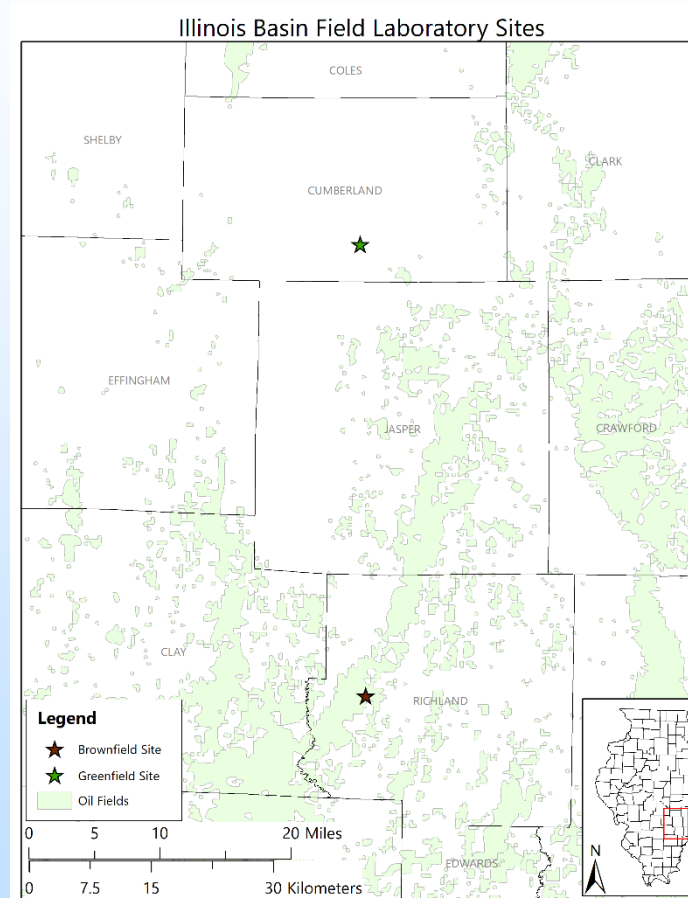 Illinois Basin Field Laboratory Sites
COLES
SHELBY
CLARK
CUMBERLAND
EFFINGHAM
JASPER
CRAWFORD
CLAY
RICHLAND
Legend
Brownfield Site
Greenfield Site
Oil Fields
0 5 10 20 Miles
0 7.5 15 30 Kilometers
EDWARDS
N